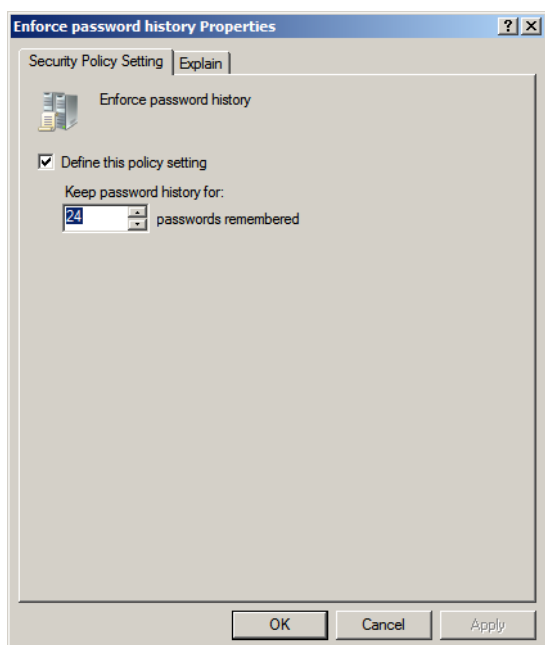 Enforce password history Properties
Security Policy Setting
Explain
Enforce password history
Define this policy setting
Keep password history for:
24 passwords remembered
OK
Cancel
Apply